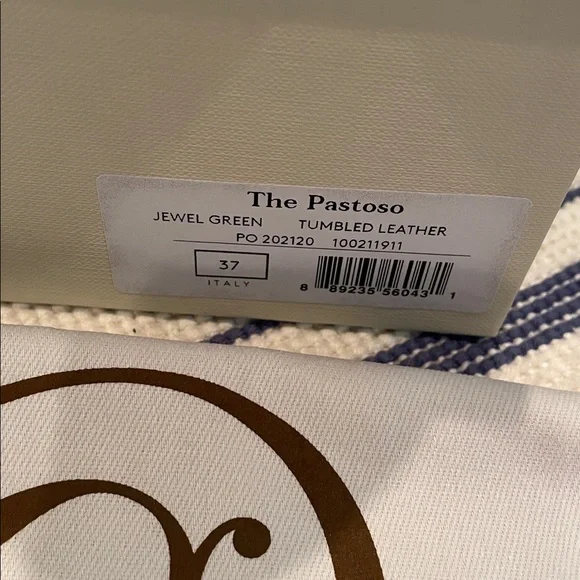 The Pastoso
JEWEL GREEN TUMBLED LEATHER
PO 202120 100211911
37
ITALY
8 89235 56043 1